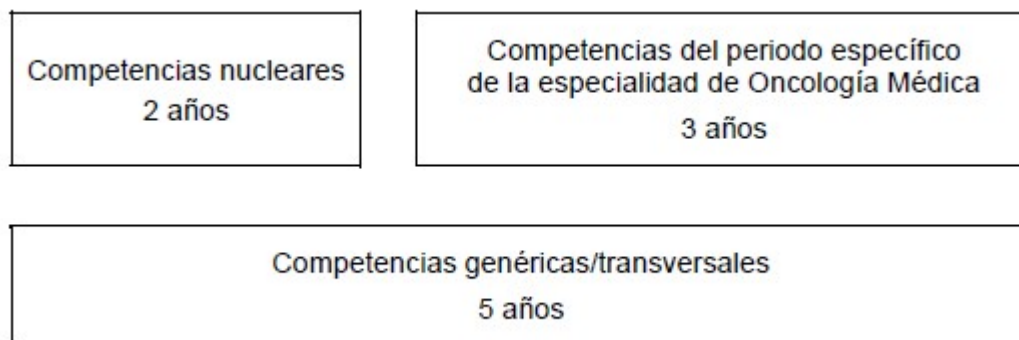 Competencias nucleares
2 años
Competencias del periodo específico
de la especialidad de Oncología Médica
3 años
Competencias genéricas/transversales
5 años